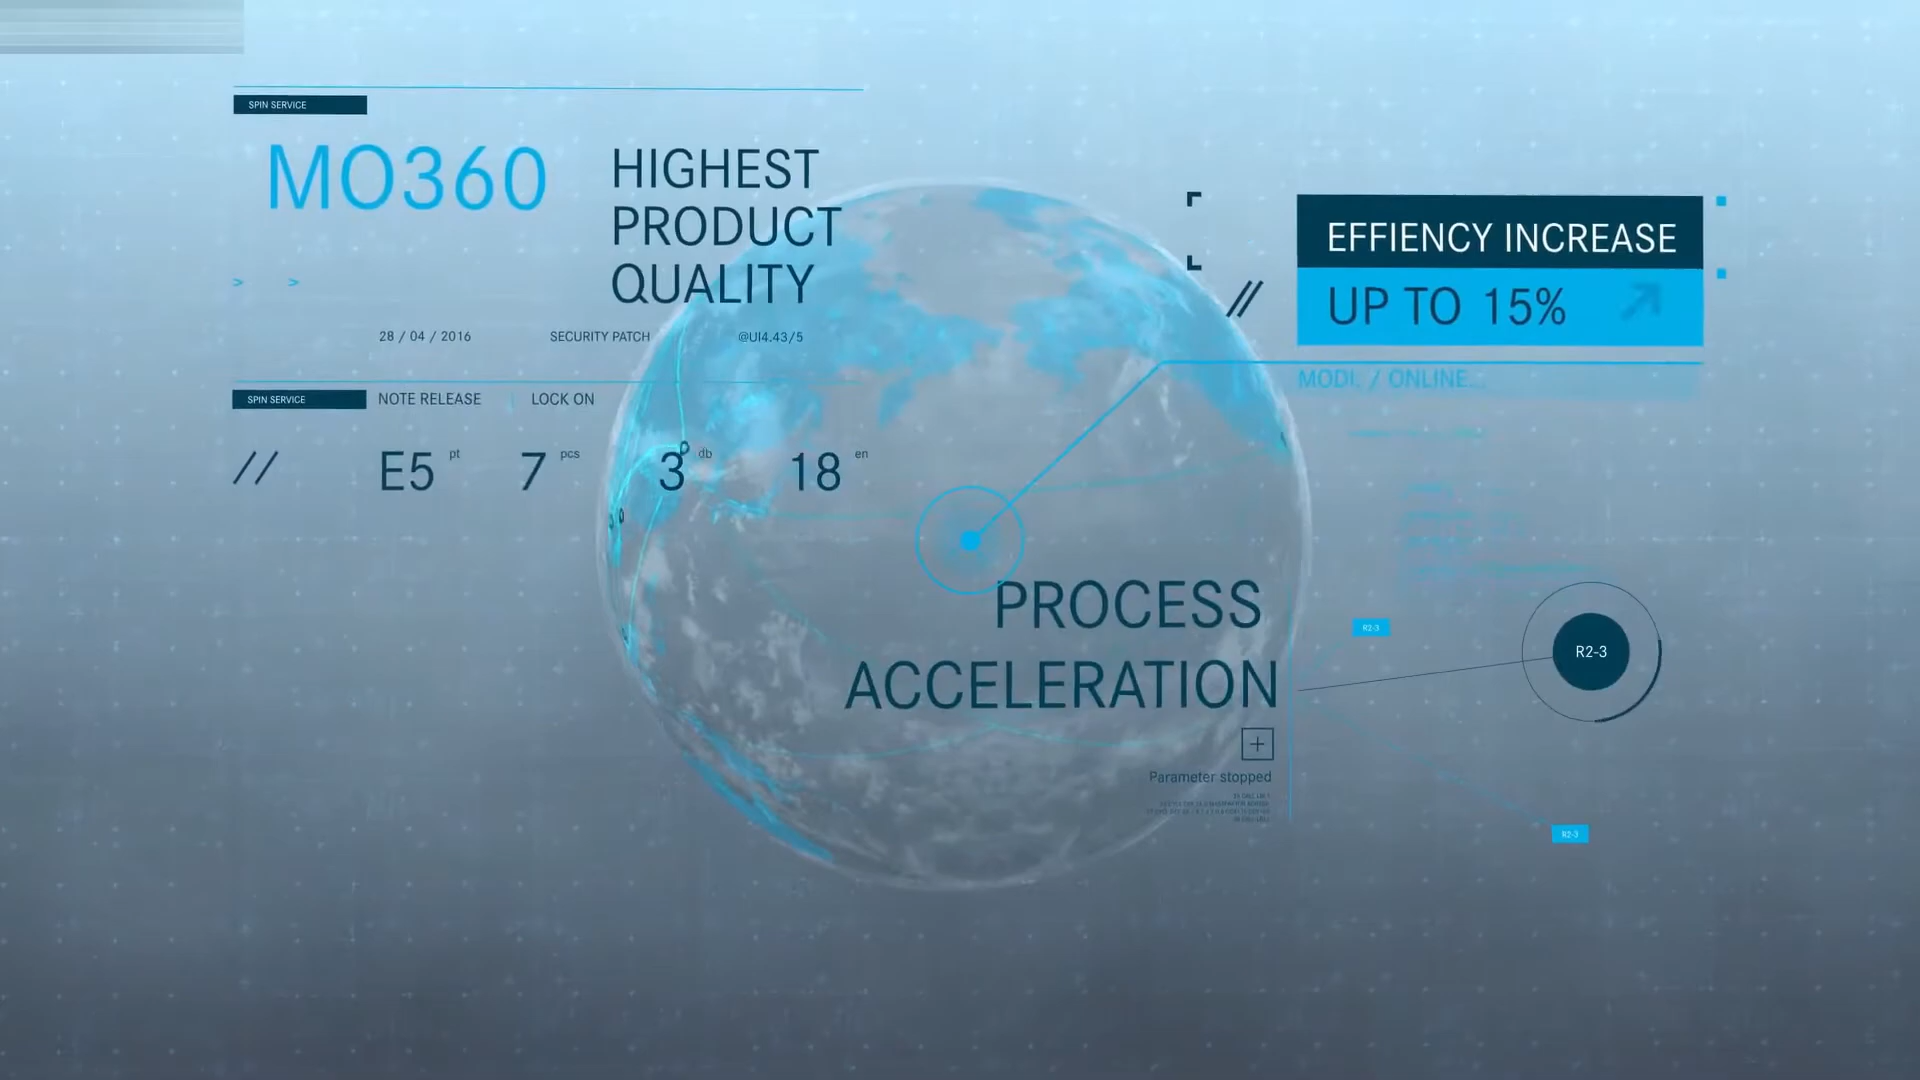 SPIN SERVICE
MO360
HIGHEST
PRODUCT
QUALITY
> >
28 / 04 / 2016 SECURITY PATCH @UI4.43/5
SPIN SERVICE NOTE RELEASE LOCK ON
// E5 pt 7 pcs 3 db 18 en
EFFIENCY INCREASE
// UP TO 15%
/ ONLINE...
PROCESS
ACCELERATION
+
Parameter stopped
R2-3
R2-3
R2-3